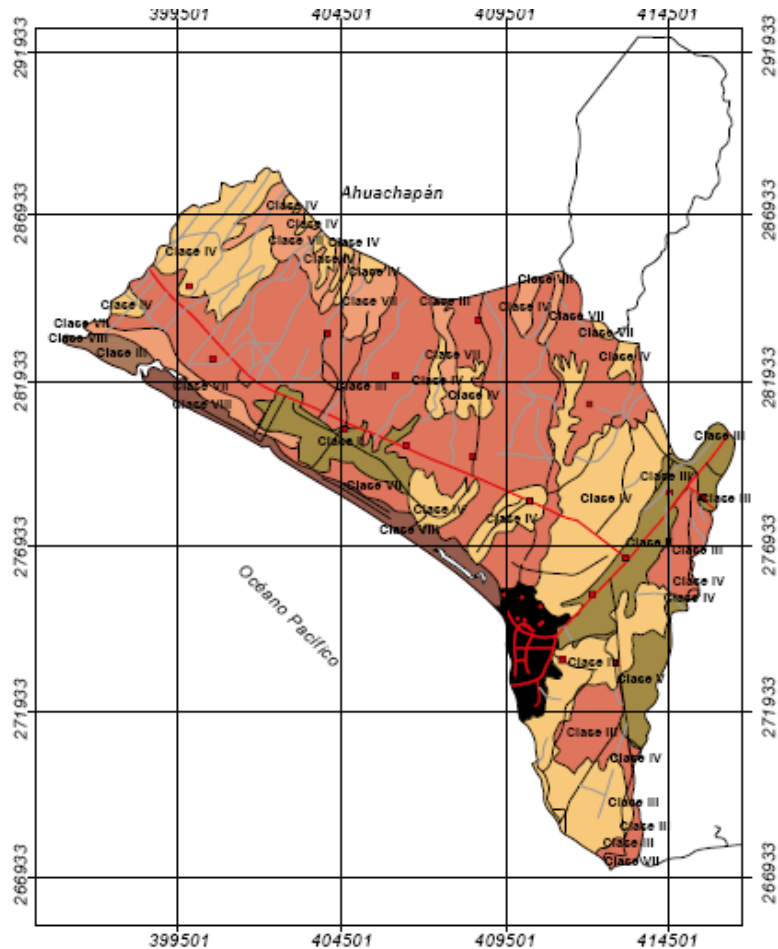 399501 404501 409501 414501
291933 291933
Ahuachapán
286933 286933
Clase IV
Clase IV
Clase VII Clase IV
Clase IV Clase IV
Clase IV
Clase VII
Clase III
Clase VII
Clase IV
Clase VII
Clase IV
Clase VII
Clase VII
Clase VIII
Clase III
Clase VII
Clase IV
281933 281933
Clase VII
Clase III
Clase IV
Clase IV
Clase VIII
Clase II
Clase III
Clase VII
Clase III
Clase IV
Clase III
Clase IV
Clase IV
Clase VIII
276933 276933
Clase II
Clase III
Océano Pacífico
Clase IV
Clase IV
Clase III
Clase V
271933 271933
Clase III
Clase IV
Clase III
Clase II
Clase III
Clase VII
266933 266933
399501 404501 409501 414501